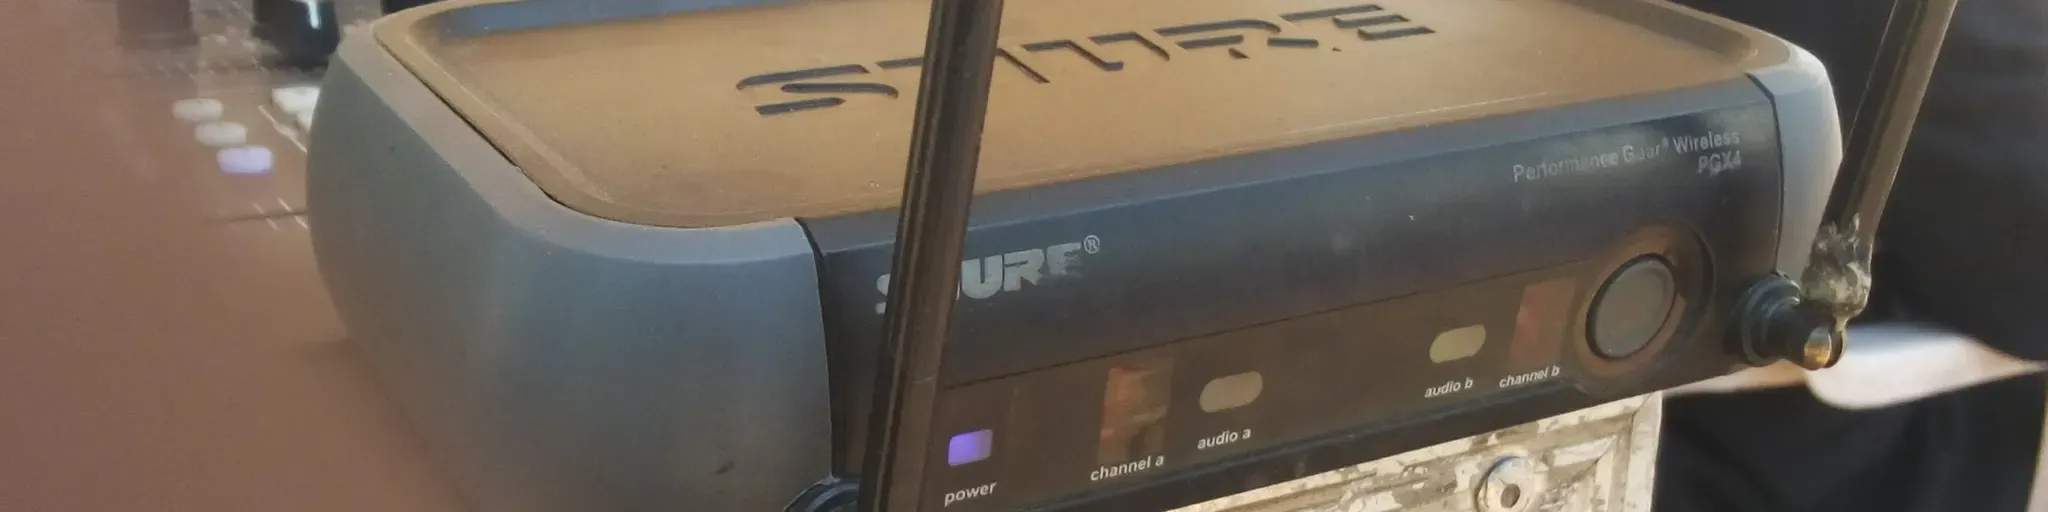 SHURE
Performance Gear® Wireless
PGX4
SHURE®
power
channel a
audio a
audio b
channel b